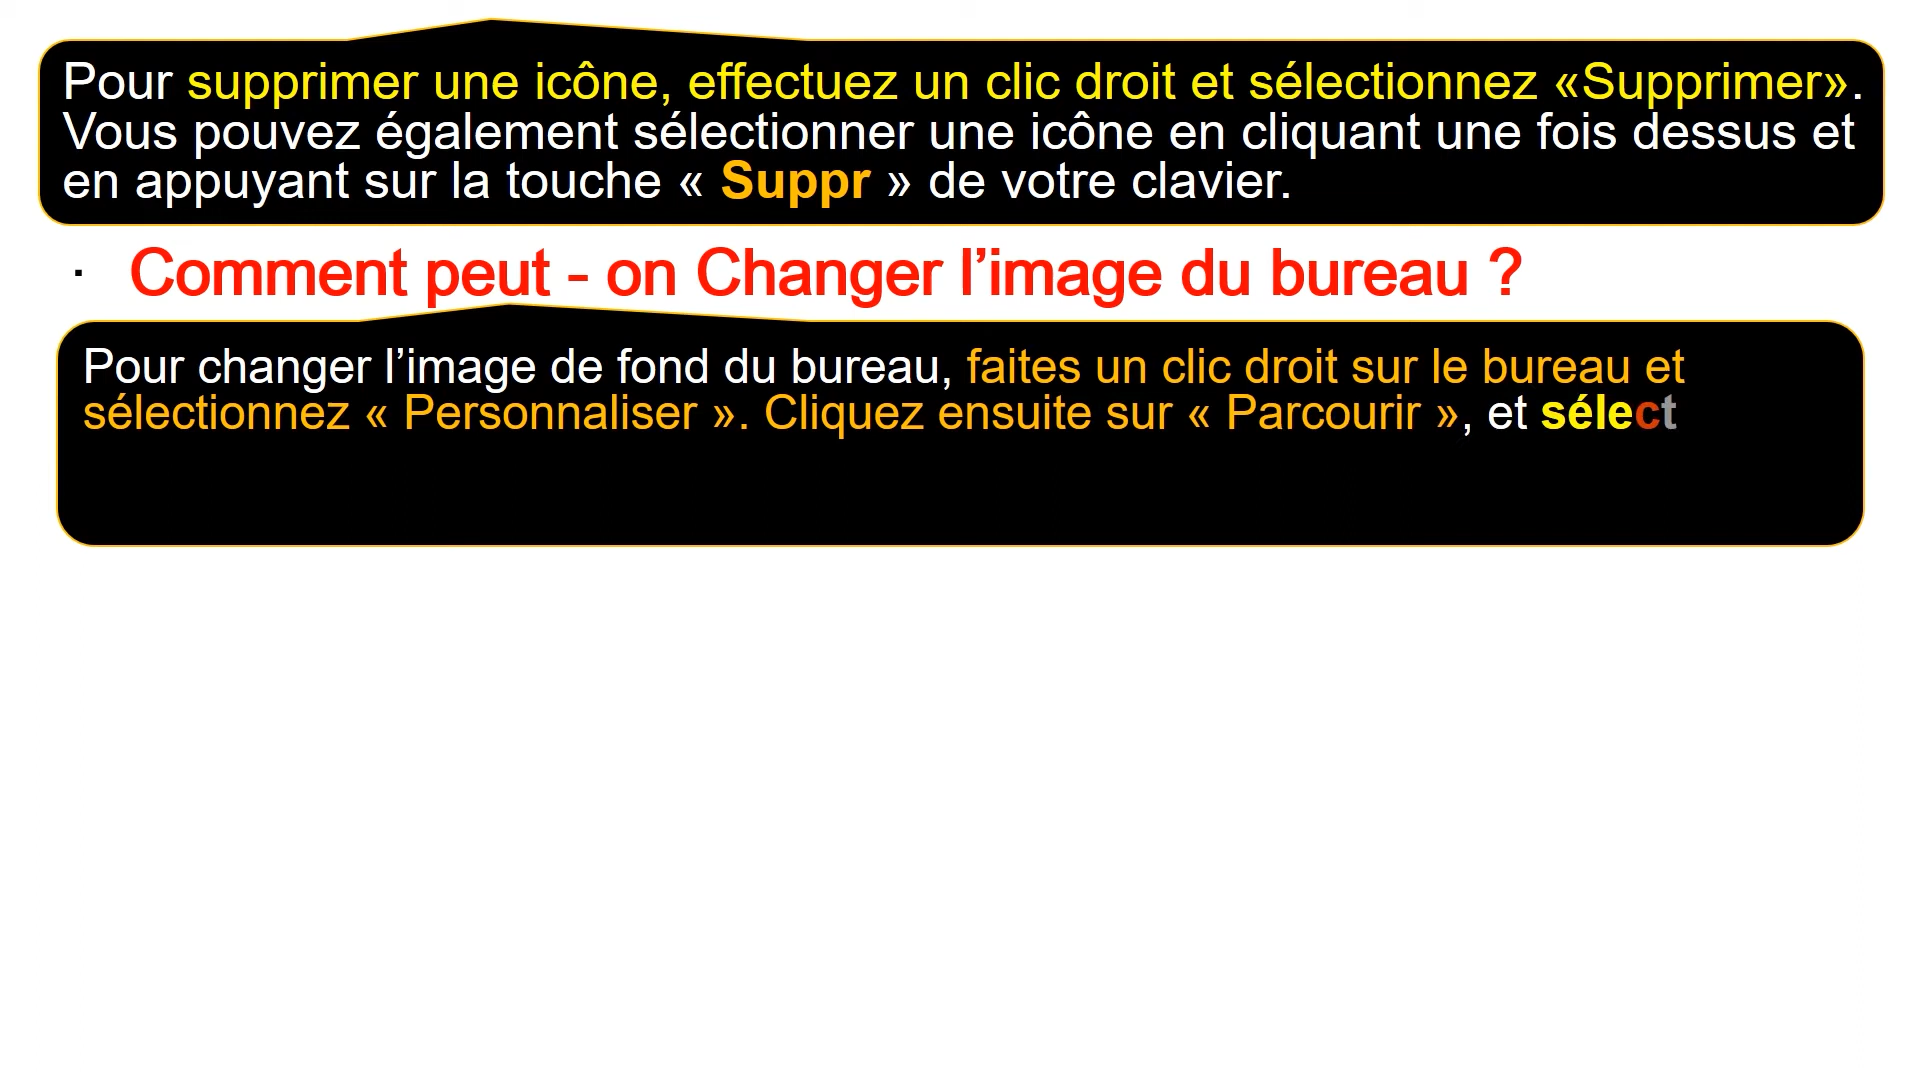 Pour supprimer une icône, effectuez un clic droit et sélectionnez «Supprimer».
Vous pouvez également sélectionner une icône en cliquant une fois dessus et
en appuyant sur la touche « Suppr » de votre clavier.
· Comment peut - on Changer l’image du bureau ?
Pour changer l’image de fond du bureau, faites un clic droit sur le bureau et
sélectionnez « Personnaliser ». Cliquez ensuite sur « Parcourir », et sélect